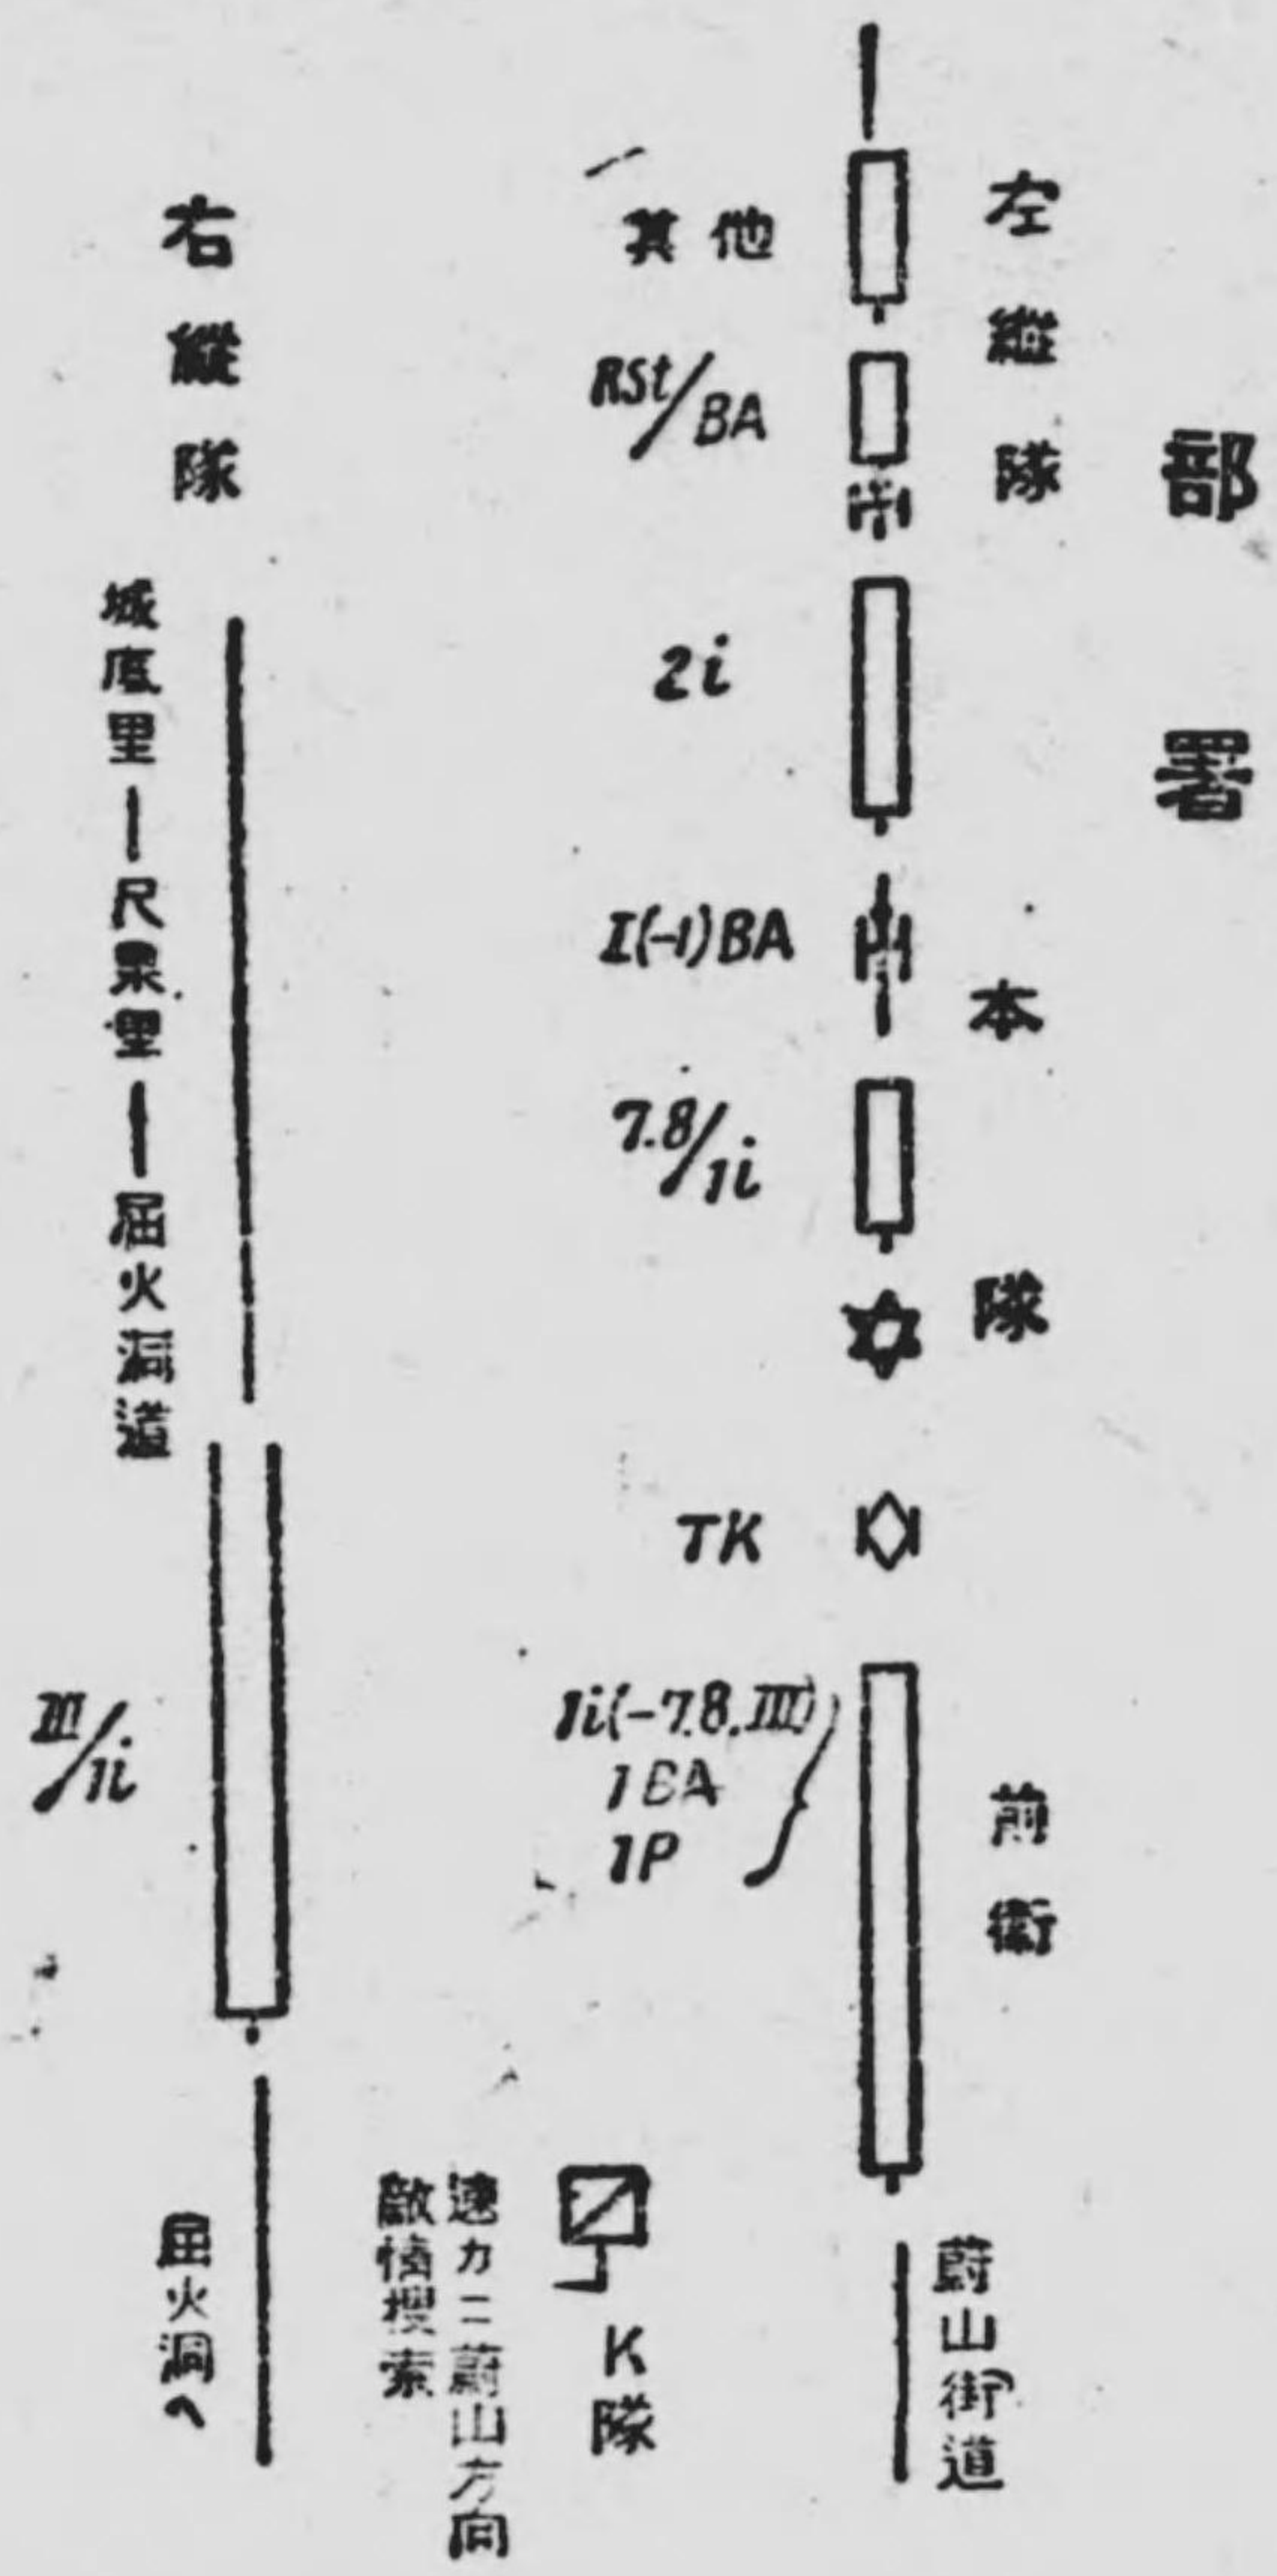 部署
左縦隊
本隊
前衛
蔚山街道
其他
RSt/BA
2i
I(-1)BA
7.8/1i
TK
1i(-7.8.III)
1BA
1P
K隊
速カニ蔚山方向
敵情捜索
右縦隊
城底里—尺果里—屈火洞道
III/1i
屈火洞ヘ